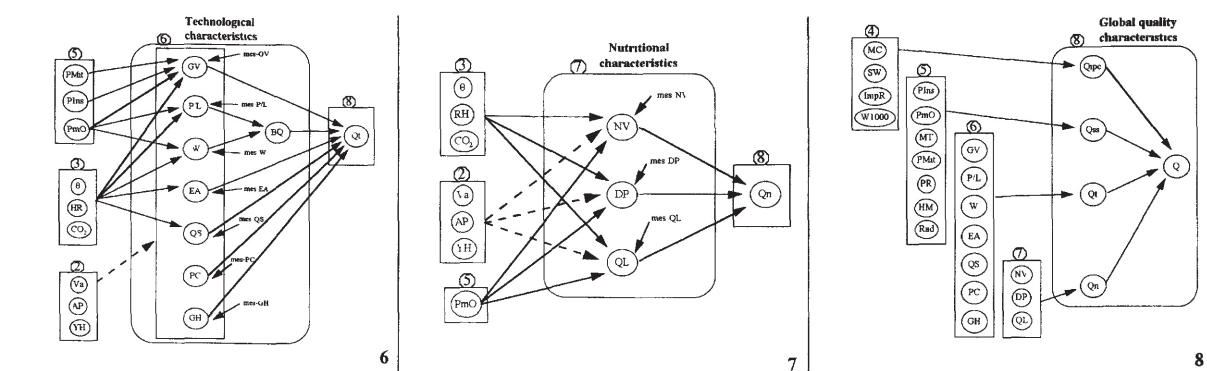 Technological
characteristics
⑥
⑤
PMit
PIns
PmO
③
θ
HR
CO₂
②
Va
AP
YH
GV
P/L
W
EA
QS
PC
GH
mes-GV
mes P/L
mes W
mes EA
mes QS
mes-PC
mes-GH
BQ
⑧
Qt
6
Nutritional
characteristics
⑦
③
θ
RH
CO₂
②
Va
AP
YH
⑤
PmO
NV
DP
QL
mes NV
mes DP
mes QL
⑧
Qn
7
Global quality
characteristics
⑧
④
MC
SW
ImpR
W1000
⑤
PIns
PmO
MT
PMit
PR
HM
Rad
⑥
GV
P/L
W
EA
QS
PC
GH
⑦
NV
DP
QL
Qspc
Qss
Qt
Qn
Q
8